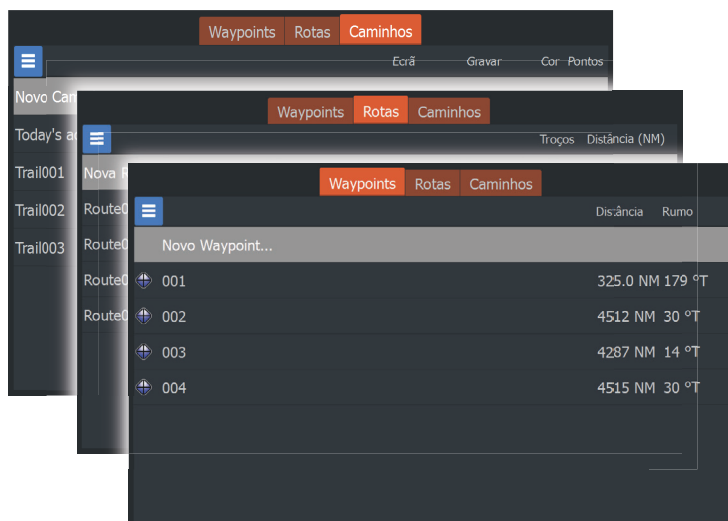 Waypoints Rotas Caminhos
Ecrã Gravar Cor Pontos
Novo
Today's
Trail001
Trail002
Trail003
Waypoints Rotas Caminhos
Troços Distância (NM)
Nova
Waypoints Rotas Caminhos
Distância Rumo
Novo Waypoint...
001 325.0 NM 179 °T
002 4512 NM 30 °T
003 4287 NM 14 °T
004 4515 NM 30 °T